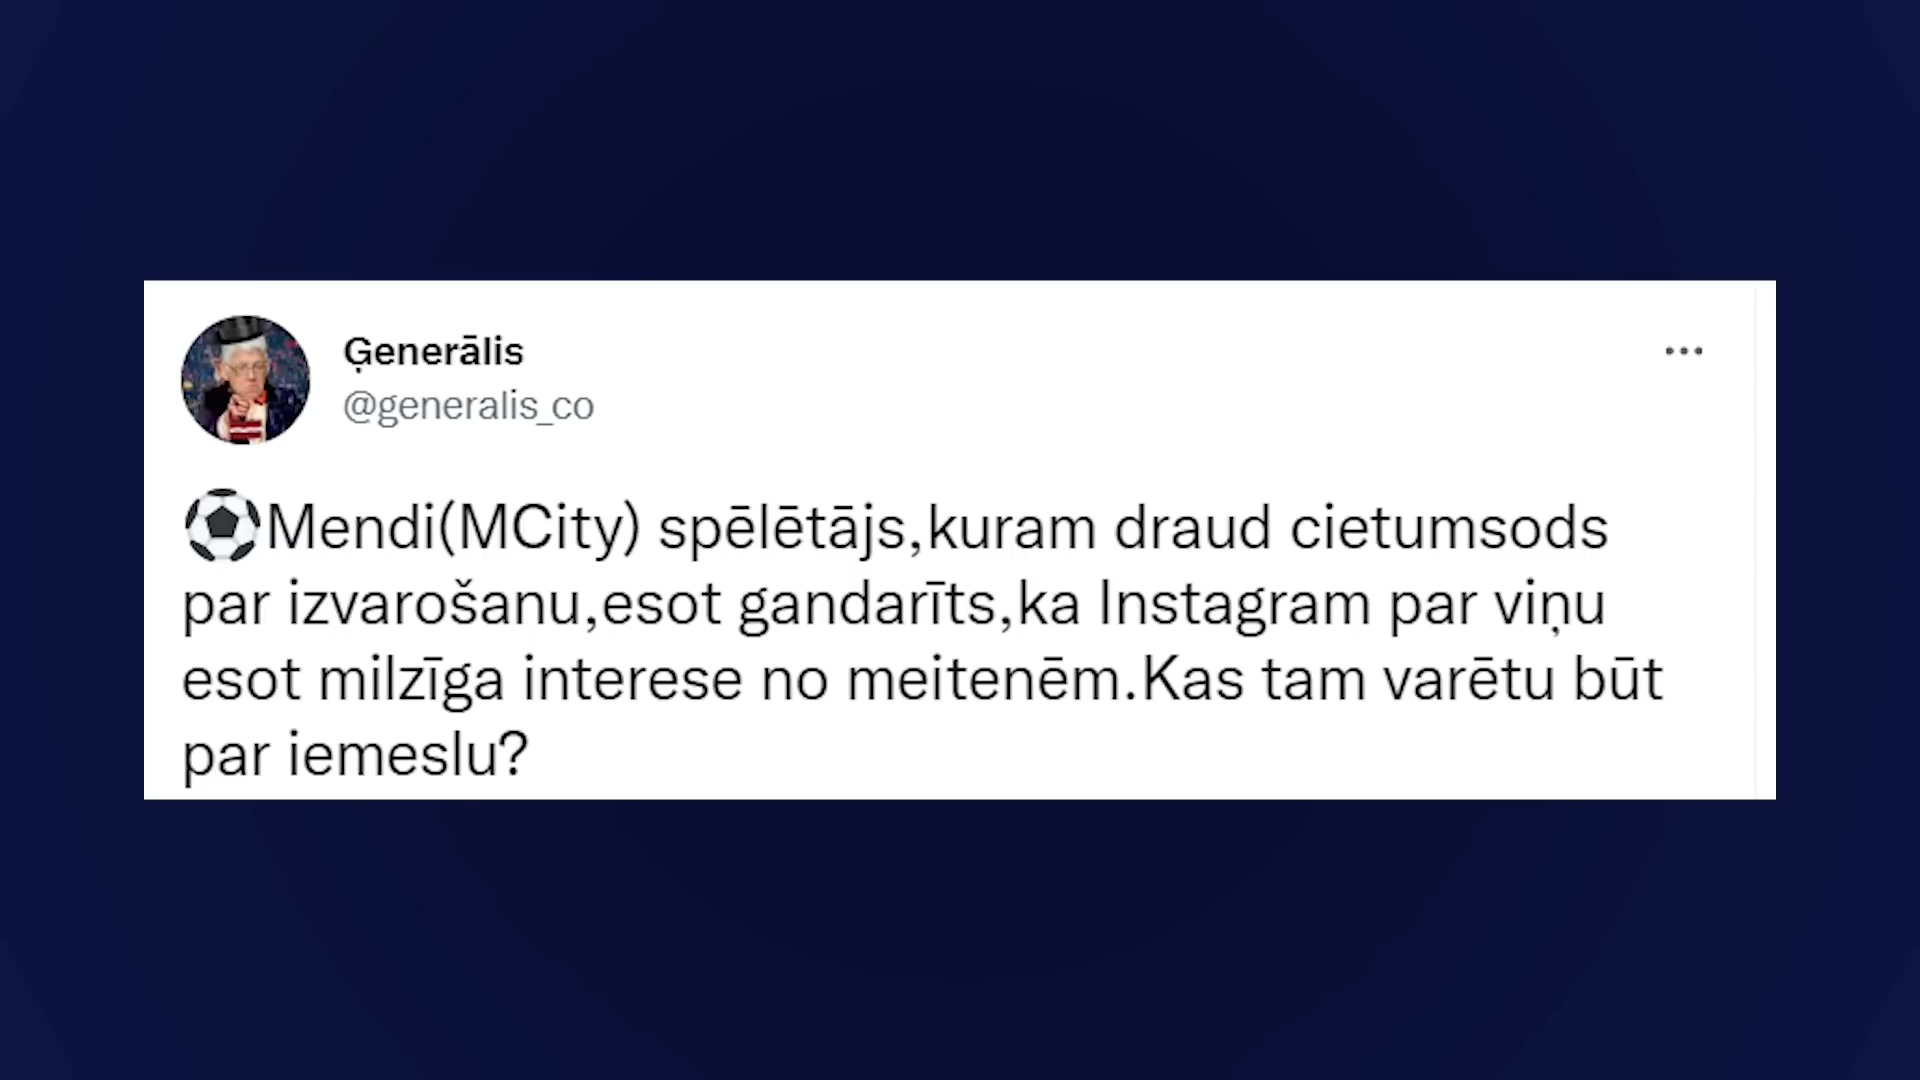 Ģenerālis
@generalis_co
⚽Mendi(MCity) spēlētājs,kuram draud cietumsods
par izvarošanu,esot gandarīts,ka Instagram par viņu
esot milzīga interese no meitenēm.Kas tam varētu būt
par iemeslu?